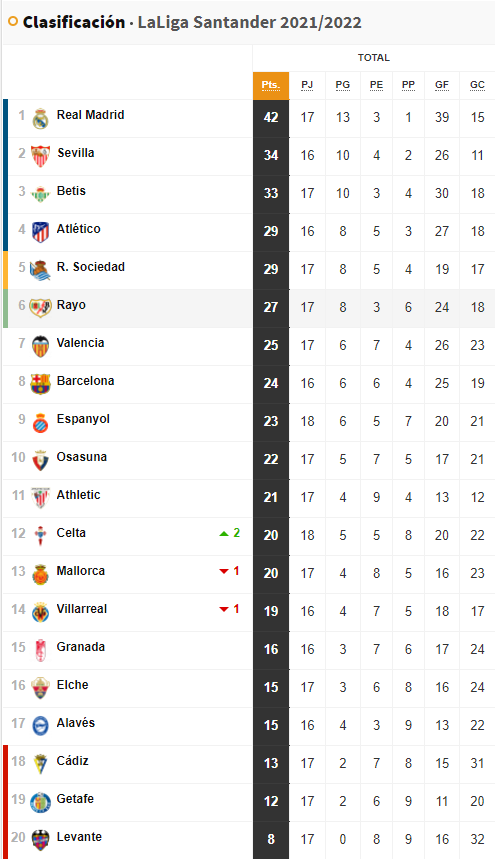 Clasificación · LaLiga Santander 2021/2022
TOTAL
Pts. PJ PG PE PP GF GC
1 Real Madrid 42 17 13 3 1 39 15
2 Sevilla 34 16 10 4 2 26 11
3 Betis 33 17 10 3 4 30 18
4 Atlético 29 16 8 5 3 27 18
5 R. Sociedad 29 17 8 5 4 19 17
6 Rayo 27 17 8 3 6 24 18
7 Valencia 25 17 6 7 4 26 23
8 Barcelona 24 16 6 6 4 25 19
9 Espanyol 23 18 6 5 7 20 21
10 Osasuna 22 17 5 7 5 17 21
11 Athletic 21 17 4 9 4 13 12
12 Celta 2 20 18 5 5 8 20 22
13 Mallorca 1 20 17 4 8 5 16 23
14 Villarreal 1 19 16 4 7 5 18 17
15 Granada 16 16 3 7 6 17 24
16 Elche 15 17 3 6 8 16 24
17 Alavés 15 16 4 3 9 13 22
18 Cádiz 13 17 2 7 8 15 31
19 Getafe 12 17 2 6 9 11 20
20 Levante 8 17 0 8 9 16 32